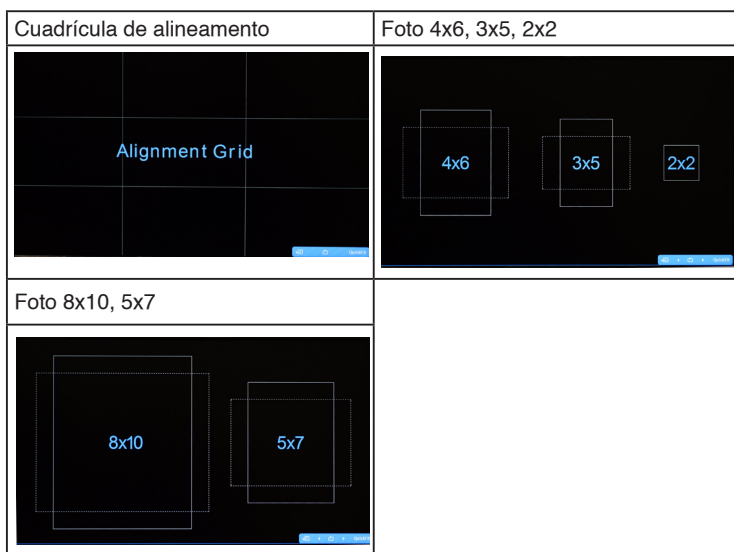 Cuadrícula de alineamento
Foto 4x6, 3x5, 2x2
Alignment Grid
4x6
3x5
2x2
Foto 8x10, 5x7
8x10
5x7